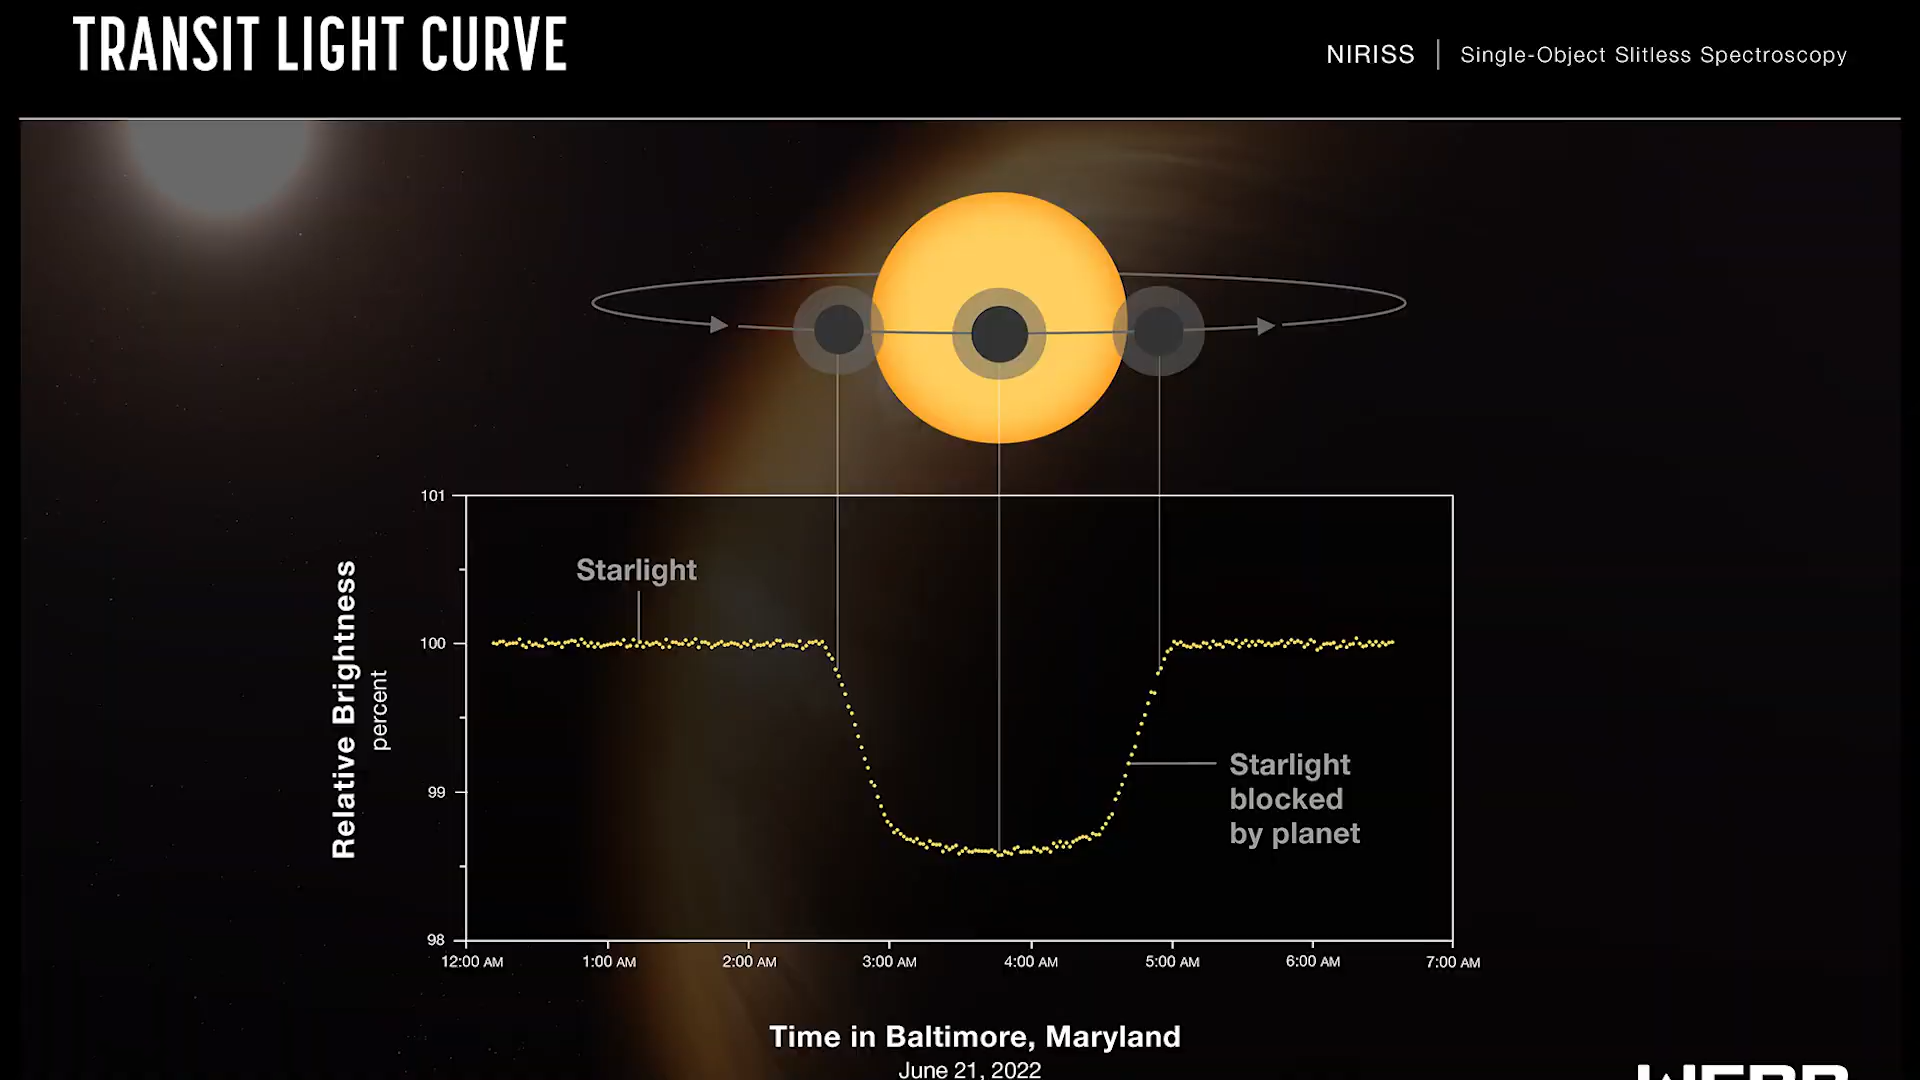 TRANSIT LIGHT CURVE
NIRISS | Single-Object Slitless Spectroscopy
101
Starlight
100
Relative Brightness
percent
Starlight
blocked
by planet
99
98
12:00 AM 1:00 AM 2:00 AM 3:00 AM 4:00 AM 5:00 AM 6:00 AM 7:00 AM
Time in Baltimore, Maryland
June 21, 2022
WEBB